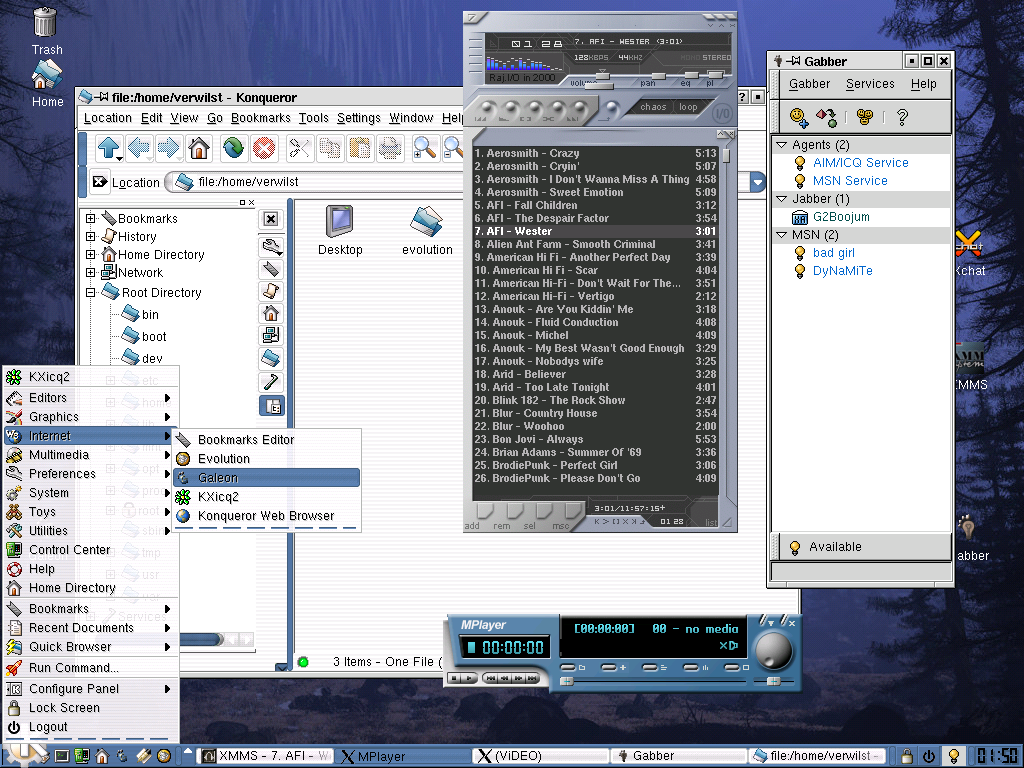 Trash
Home
file:/home/verwilst - Konqueror
Location Edit View Go Bookmarks Tools Settings Window Help
Location file:/home/verwilst
Bookmarks
History
Home Directory
Network
Root Directory
bin
boot
dev
etc
opt
root
tmp
usr
var
Services
Desktop
evolution
3 Items - One File (
KXicq2
Editors
Graphics
Internet
Multimedia
Preferences
System
Toys
Utilities
Control Center
Help
Home Directory
Bookmarks
Recent Documents
Quick Browser
Run Command...
Configure Panel
Lock Screen
Logout
Bookmarks Editor
Evolution
Galeon
KXicq2
Konqueror Web Browser
01 28 7. AFI - WESTER (3:01)
128KBPS 44KHZ MONO STEREO
Raj.I/O in 2000
volume pan eq pl
chaos loop I/O
1. Aerosmith - Crazy 5:13
2. Aerosmith - Cryin' 5:07
3. Aerosmith - I Don't Wanna Miss A Thing 4:58
4. Aerosmith - Sweet Emotion 5:09
5. AFI - Fall Children 3:12
6. AFI - The Despair Factor 3:54
7. AFI - Wester 3:01
8. Alien Ant Farm - Smooth Criminal 3:41
9. American Hi Fi - Another Perfect Day 3:39
10. American Hi Fi - Scar 4:04
11. American Hi-Fi - Don't Wait For The... 3:51
12. American Hi-Fi - Vertigo 2:12
13. Anouk - Are You Kiddin' Me 3:18
14. Anouk - Fluid Conduction 4:08
15. Anouk - Michel 4:09
16. Anouk - My Best Wasn't Good Enough 3:29
17. Anouk - Nobodys wife 3:25
18. Arid - Believer 3:28
19. Arid - Too Late Tonight 4:01
20. Blink 182 - The Rock Show 2:47
21. Blur - Country House 3:54
22. Blur - Woohoo 2:00
23. Bon Jovi - Always 5:53
24. Brian Adams - Summer Of '69 3:36
25. BrodiePunk - Perfect Girl 3:06
26. BrodiePunk - Please Don't Go 4:09
3:01/11:57:15+
01 28
add rem sel msc list
Gabber
Gabber Services Help
Agents (2)
AIM/ICQ Service
MSN Service
Jabber (1)
G2Boojum
MSN (2)
bad girl
DyNaMiTe
Available
chat
XMMS
abber
MPlayer
00:00:00
[00:00:00] 00 - no media
XMMS - 7. AFI - W
MPlayer
(ViDEO)
Gabber
file:/home/verwilst -
01:50